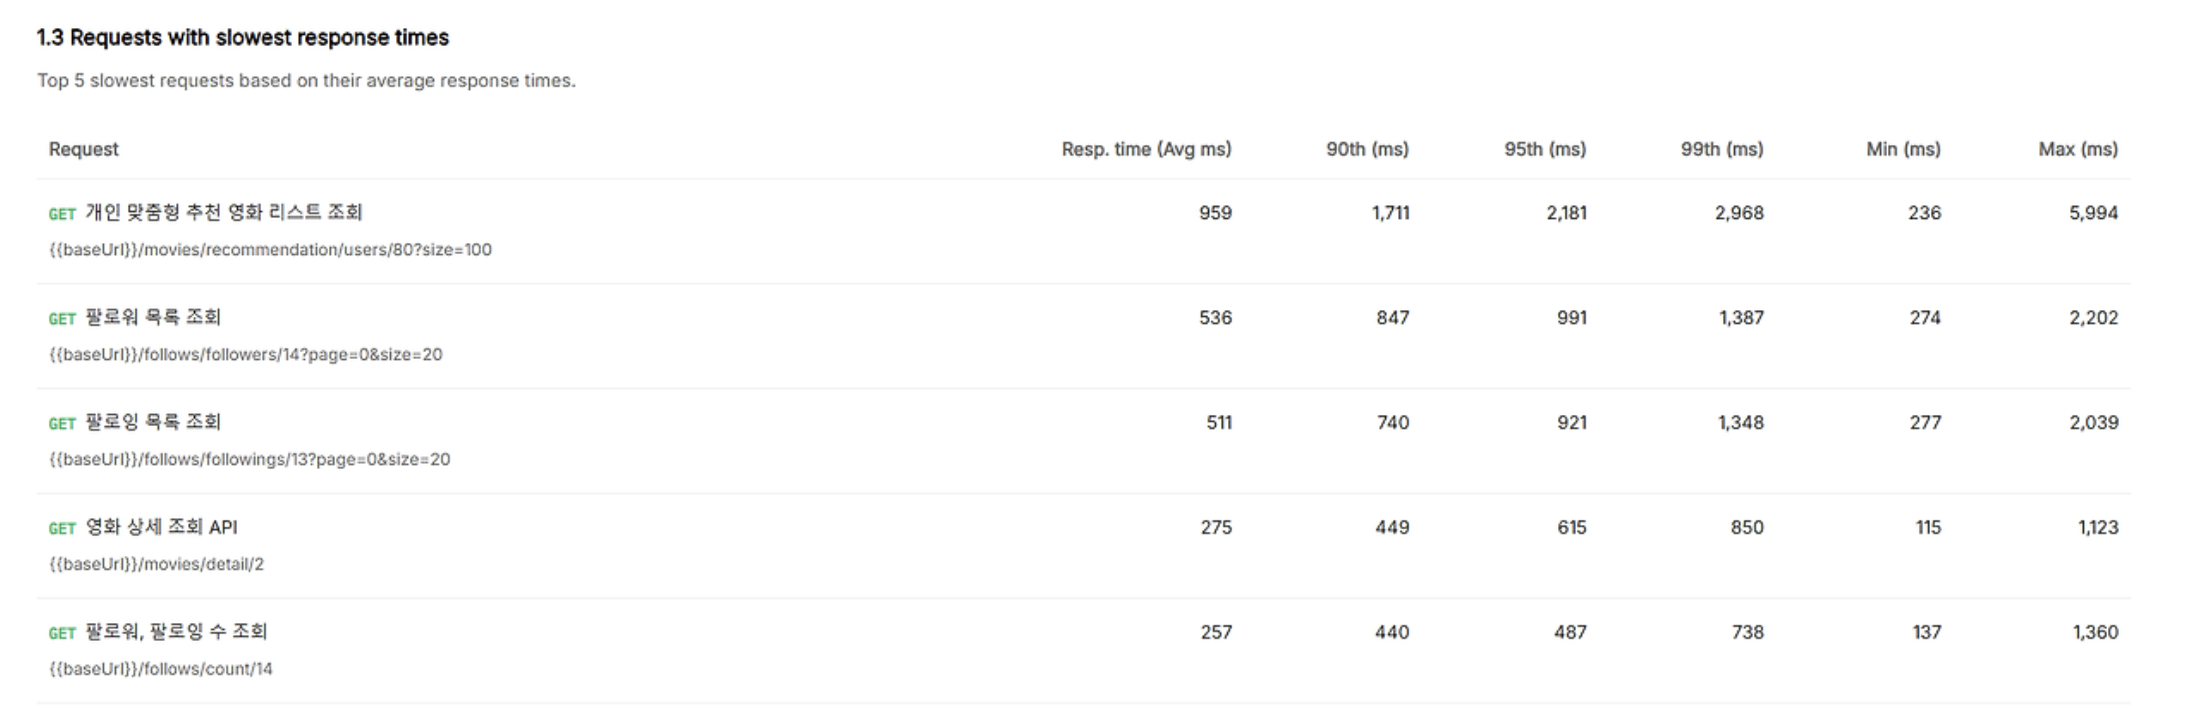 1.3 Requests with slowest response times
Top 5 slowest requests based on their average response times.
Request Resp. time (Avg ms) 90th (ms) 95th (ms) 99th (ms) Min (ms) Max (ms)
GET 개인 맞춤형 추천 영화 리스트 조회 959 1,711 2,181 2,968 236 5,994
{{baseUrl}}/movies/recommendation/users/80?size=100
GET 팔로워 목록 조회 536 847 991 1,387 274 2,202
{{baseUrl}}/follows/followers/14?page=0&size=20
GET 팔로잉 목록 조회 511 740 921 1,348 277 2,039
{{baseUrl}}/follows/followings/13?page=0&size=20
GET 영화 상세 조회 API 275 449 615 850 115 1,123
{{baseUrl}}/movies/detail/2
GET 팔로워, 팔로잉 수 조회 257 440 487 738 137 1,360
{{baseUrl}}/follows/count/14